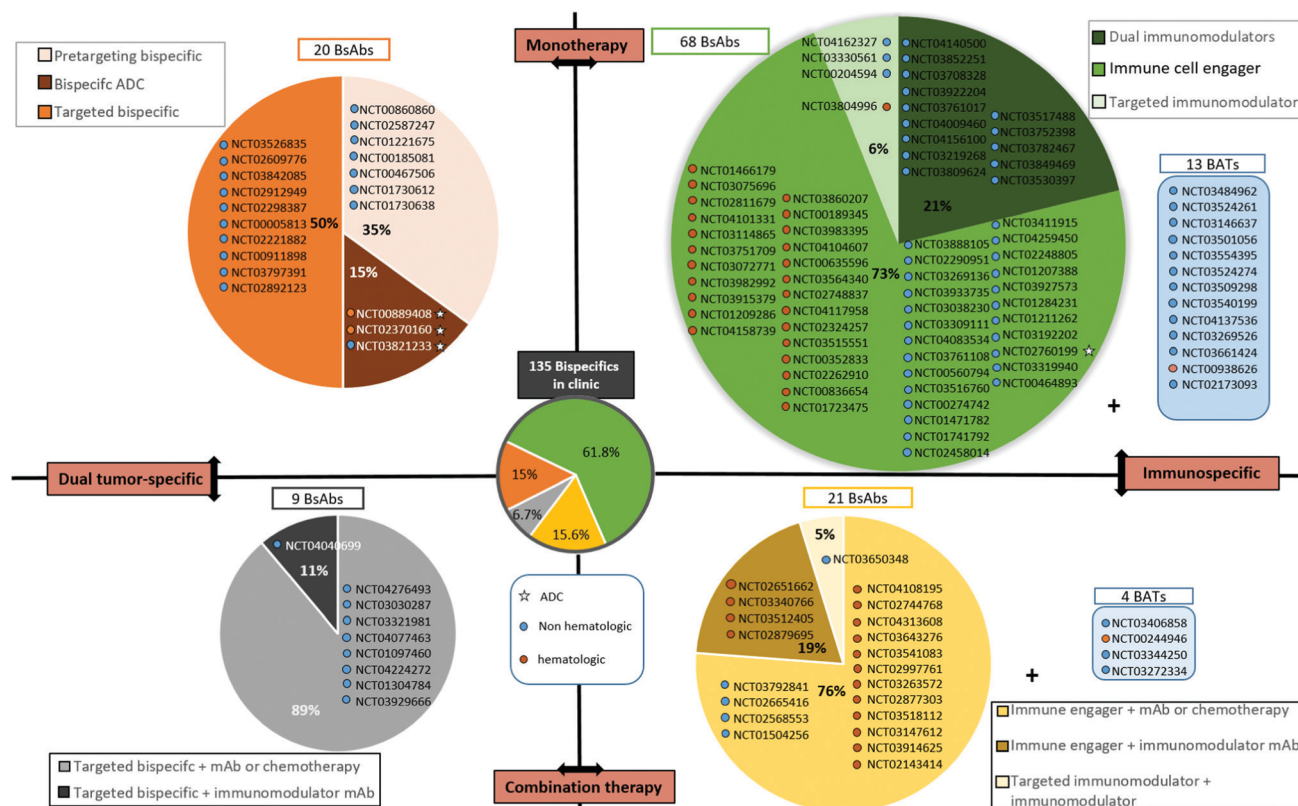 Pretargeting bispecific
Bispecifc ADC
Targeted bispecific
20 BsAbs
NCT00860860
NCT02587247
NCT01221675
NCT00185081
NCT00467506
NCT01730612
NCT01730638
35%
NCT03526835
NCT02609776
NCT03842085
NCT02912949
NCT02298387
NCT00005813
NCT02221882
NCT00911898
NCT03797391
NCT02892123
50%
15%
NCT00889408
NCT02370160
NCT03821233
Monotherapy
68 BsAbs
Dual immunomodulators
Immune cell engager
Targeted immunomodulator
NCT04162327
NCT03330561
NCT00204594
NCT03804996
6%
NCT04140500
NCT03852251
NCT03708328
NCT03922204
NCT03761017
NCT04009460
NCT04156100
NCT03219268
NCT03809624
NCT03517488
NCT03752398
NCT03782467
NCT03849469
NCT03530397
21%
NCT01466179
NCT03075696
NCT02811679
NCT04101331
NCT03114865
NCT03751709
NCT03072771
NCT03982992
NCT03915379
NCT01209286
NCT04158739
NCT03860207
NCT00189345
NCT03983395
NCT04104607
NCT00635596
NCT03564340
NCT02748837
NCT04117958
NCT02324257
NCT03515551
NCT00352833
NCT02262910
NCT00836654
NCT01723475
73%
NCT03888105
NCT02290951
NCT03269136
NCT03933735
NCT03038230
NCT03309111
NCT04083534
NCT03761108
NCT00560794
NCT03516760
NCT00274742
NCT01471782
NCT01741792
NCT02458014
NCT03411915
NCT04259450
NCT02248805
NCT01207388
NCT03927573
NCT01284231
NCT01211262
NCT03192202
NCT02760199
NCT03319940
NCT00464893
+
13 BATs
NCT03484962
NCT03524261
NCT03146637
NCT03501056
NCT03554395
NCT03524274
NCT03509298
NCT03540199
NCT04137536
NCT03269526
NCT03661424
NCT00938626
NCT02173093
135 Bispecifics
in clinic
61.8%
15%
6.7%
15.6%
Dual tumor-specific
Immunospecific
9 BsAbs
NCT04040699
11%
NCT04276493
NCT03030287
NCT03321981
NCT04077463
NCT01097460
NCT04224272
NCT01304784
NCT03929666
89%
Targeted bispecifc + mAb or chemotherapy
Targeted bispecific + immunomodulator mAb
ADC
Non hematologic
hematologic
Combination therapy
21 BsAbs
5%
NCT03650348
NCT02651662
NCT03340766
NCT03512405
NCT02879695
19%
76%
NCT04108195
NCT02744768
NCT04313608
NCT03643276
NCT03541083
NCT02997761
NCT03263572
NCT02877303
NCT03518112
NCT03147612
NCT03914625
NCT02143414
NCT03792841
NCT02665416
NCT02568553
NCT01504256
+
4 BATs
NCT03406858
NCT00244946
NCT03344250
NCT03272334
Immune engager + mAb or chemotherapy
Immune engager + immunomodulator mAb
Targeted immunomodulator +
immunomodulator